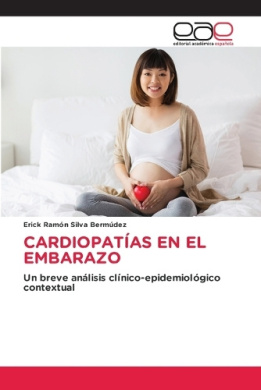 eae
editorial académica española
Erick Ramón Silva Bermúdez
CARDIOPATÍAS EN EL
EMBARAZO
Un breve análisis clínico-epidemiológico
contextual